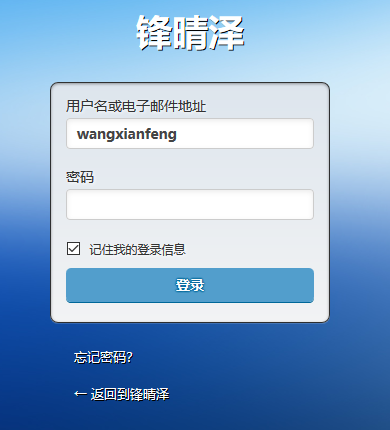 锋晴泽
用户名或电子邮件地址
wangxianfeng
密码
记住我的登录信息
登录
忘记密码?
← 返回到锋晴泽